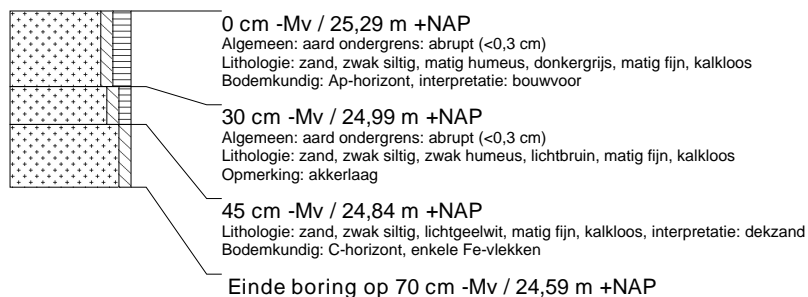 0 cm -Mv / 25,29 m +NAP
Algemeen: aard ondergrens: abrupt (<0,3 cm)
Lithologie: zand, zwak siltig, matig humeus, donkergrijs, matig fijn, kalkloos
Bodemkundig: Ap-horizont, interpretatie: bouwvoor
30 cm -Mv / 24,99 m +NAP
Algemeen: aard ondergrens: abrupt (<0,3 cm)
Lithologie: zand, zwak siltig, zwak humeus, lichtbruin, matig fijn, kalkloos
Opmerking: akkerlaag
45 cm -Mv / 24,84 m +NAP
Lithologie: zand, zwak siltig, lichtgeelwit, matig fijn, kalkloos, interpretatie: dekzand
Bodemkundig: C-horizont, enkele Fe-vlekken
Einde boring op 70 cm -Mv / 24,59 m +NAP